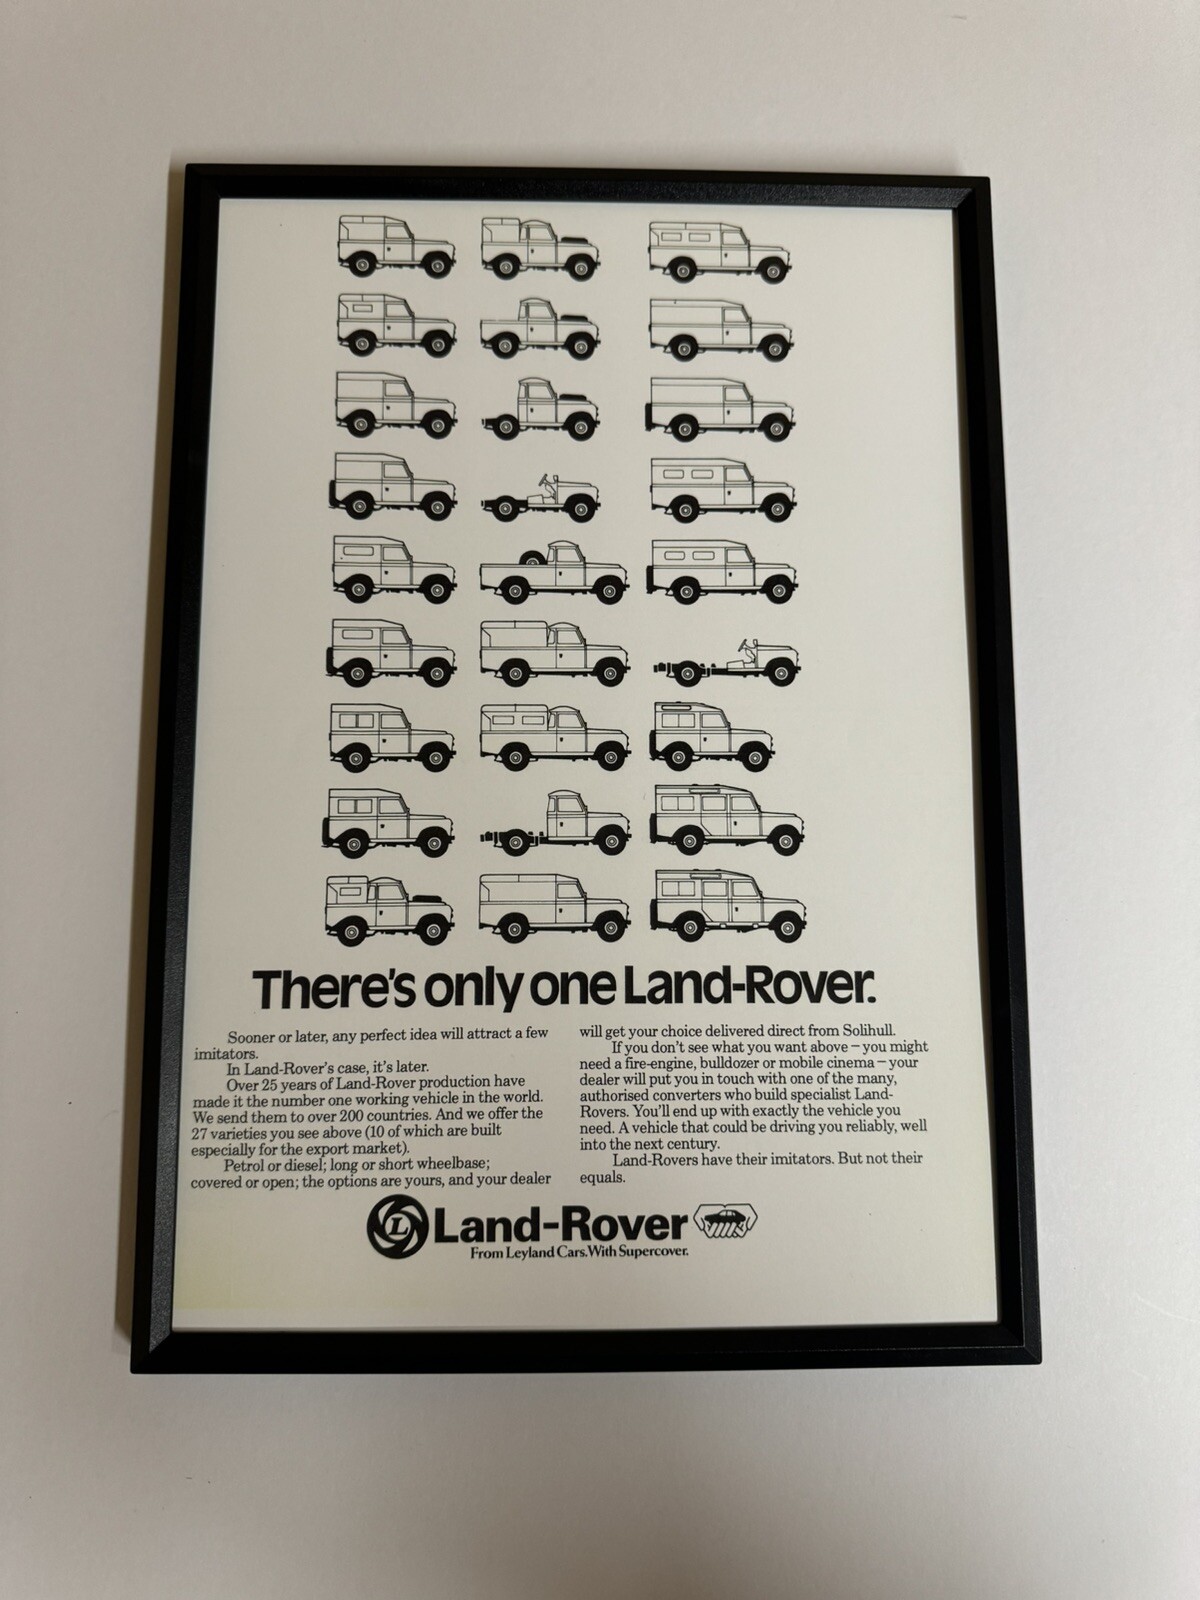 There's only one Land-Rover.
Sooner or later, any perfect idea will attract a few
imitators.
In Land-Rover's case, it's later.
Over 25 years of Land-Rover production have
made it the number one working vehicle in the world.
We send them to over 200 countries. And we offer the
27 varieties you see above (10 of which are built
especially for the export market).
Petrol or diesel; long or short wheelbase;
covered or open; the options are yours, and your dealer
will get your choice delivered direct from Solihull.
If you don't see what you want above – you might
need a fire-engine, bulldozer or mobile cinema – your
dealer will put you in touch with one of the many,
authorised converters who build specialist Land-
Rovers. You'll end up with exactly the vehicle you
need. A vehicle that could be driving you reliably, well
into the next century.
Land-Rovers have their imitators. But not their
equals.
L Land-Rover
From Leyland Cars. With Supercover.